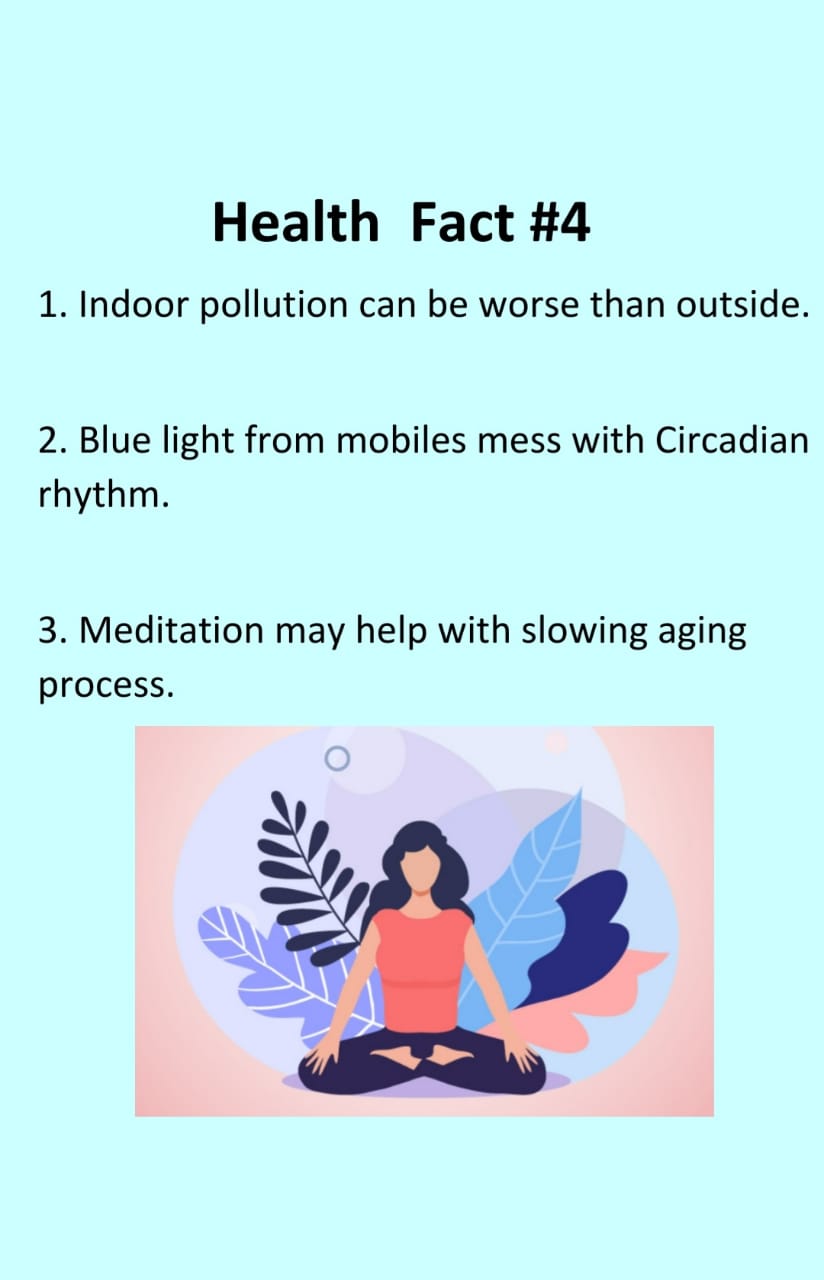 Health  Fact #4
1. Indoor pollution can be worse than outside.
2. Blue light from mobiles mess with Circadian
rhythm.
3. Meditation may help with slowing aging
process.